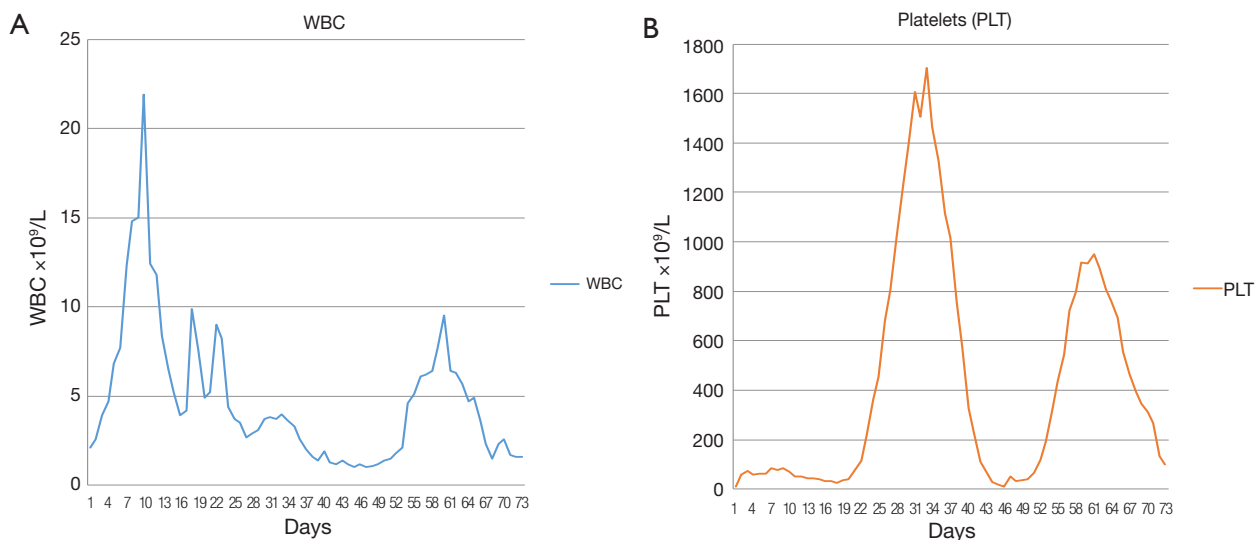 A
WBC
25
20
15
10
5
0
WBC ×10⁹/L
1 4 7 10 13 16 19 22 25 28 31 34 37 40 43 46 49 52 55 58 61 64 67 70 73
Days
WBC
B
Platelets (PLT)
1800
1600
1400
1200
1000
800
600
400
200
0
PLT ×10⁹/L
1 4 7 10 13 16 19 22 25 28 31 34 37 40 43 46 49 52 55 58 61 64 67 70 73
Days
PLT